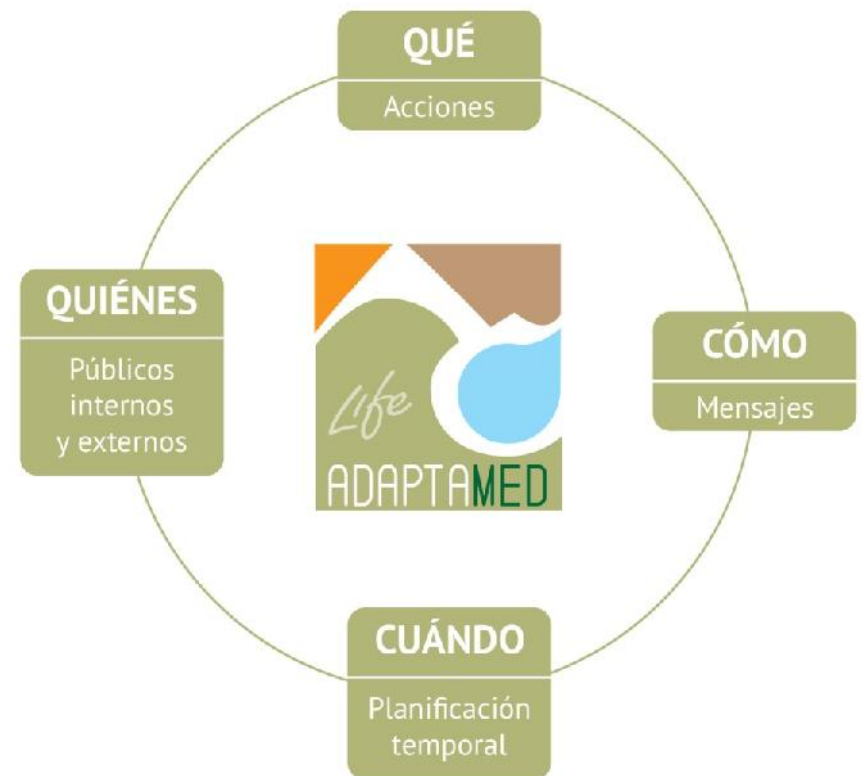 QUÉ
Acciones
QUIÉNES
Públicos
internos
y externos
Life
ADAPTAMED
CÓMO
Mensajes
CUÁNDO
Planificación
temporal